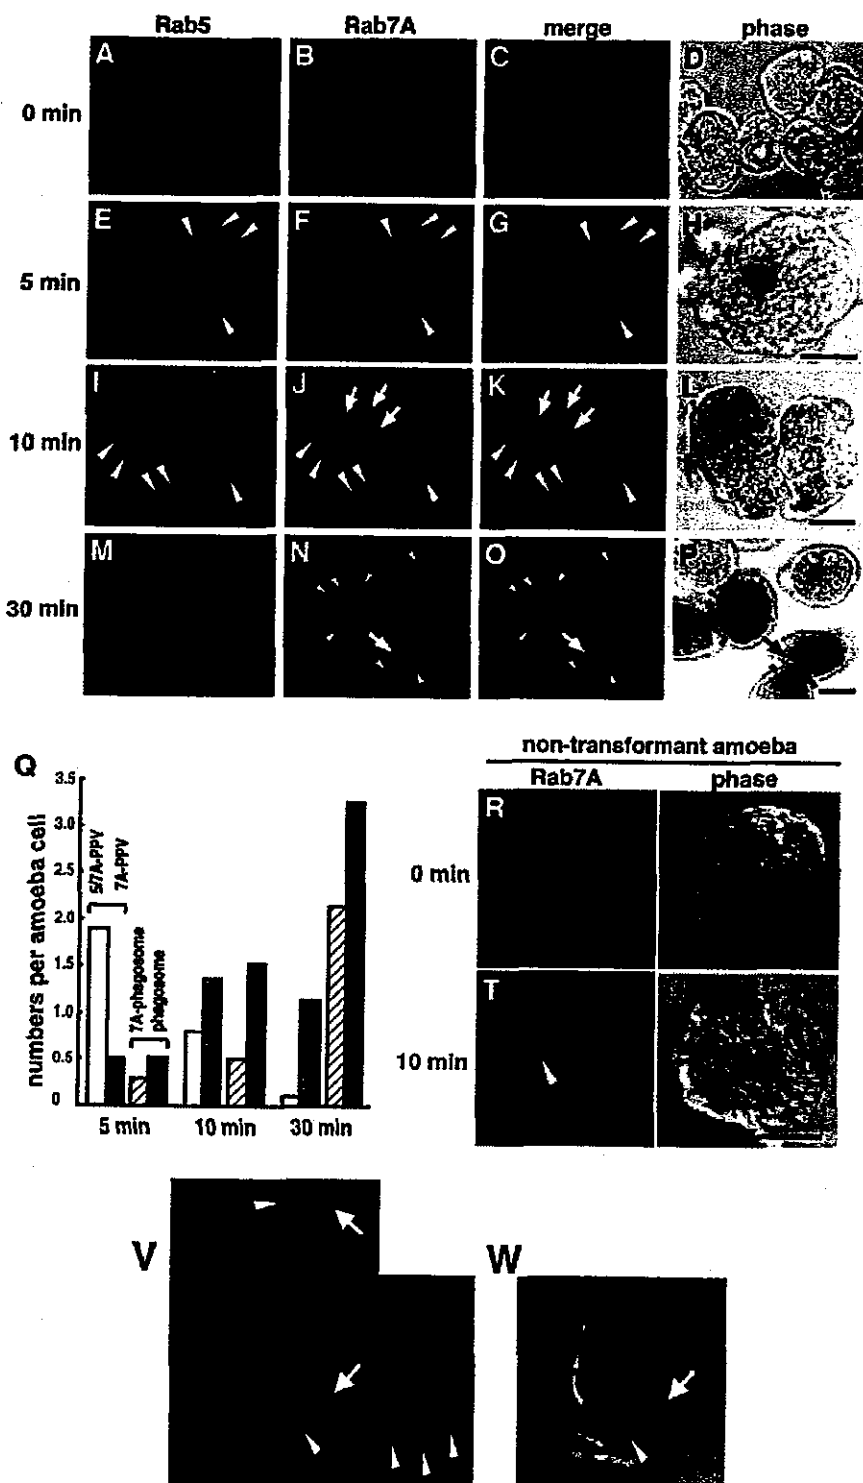 Rab5 Rab7A merge phase
A B C D
0 min
E F G H
5 min
I J K L
10 min
M N O P
30 min
Q
numbers per amoeba cell
3.5
3.0
2.5
2.0
1.5
1.0
0.5
0
5/7A-PPV
7A-PPV
7A-phagosome
phagosome
5 min 10 min 30 min
non-transformant amoeba
Rab7A phase
R
0 min
T
10 min
V W